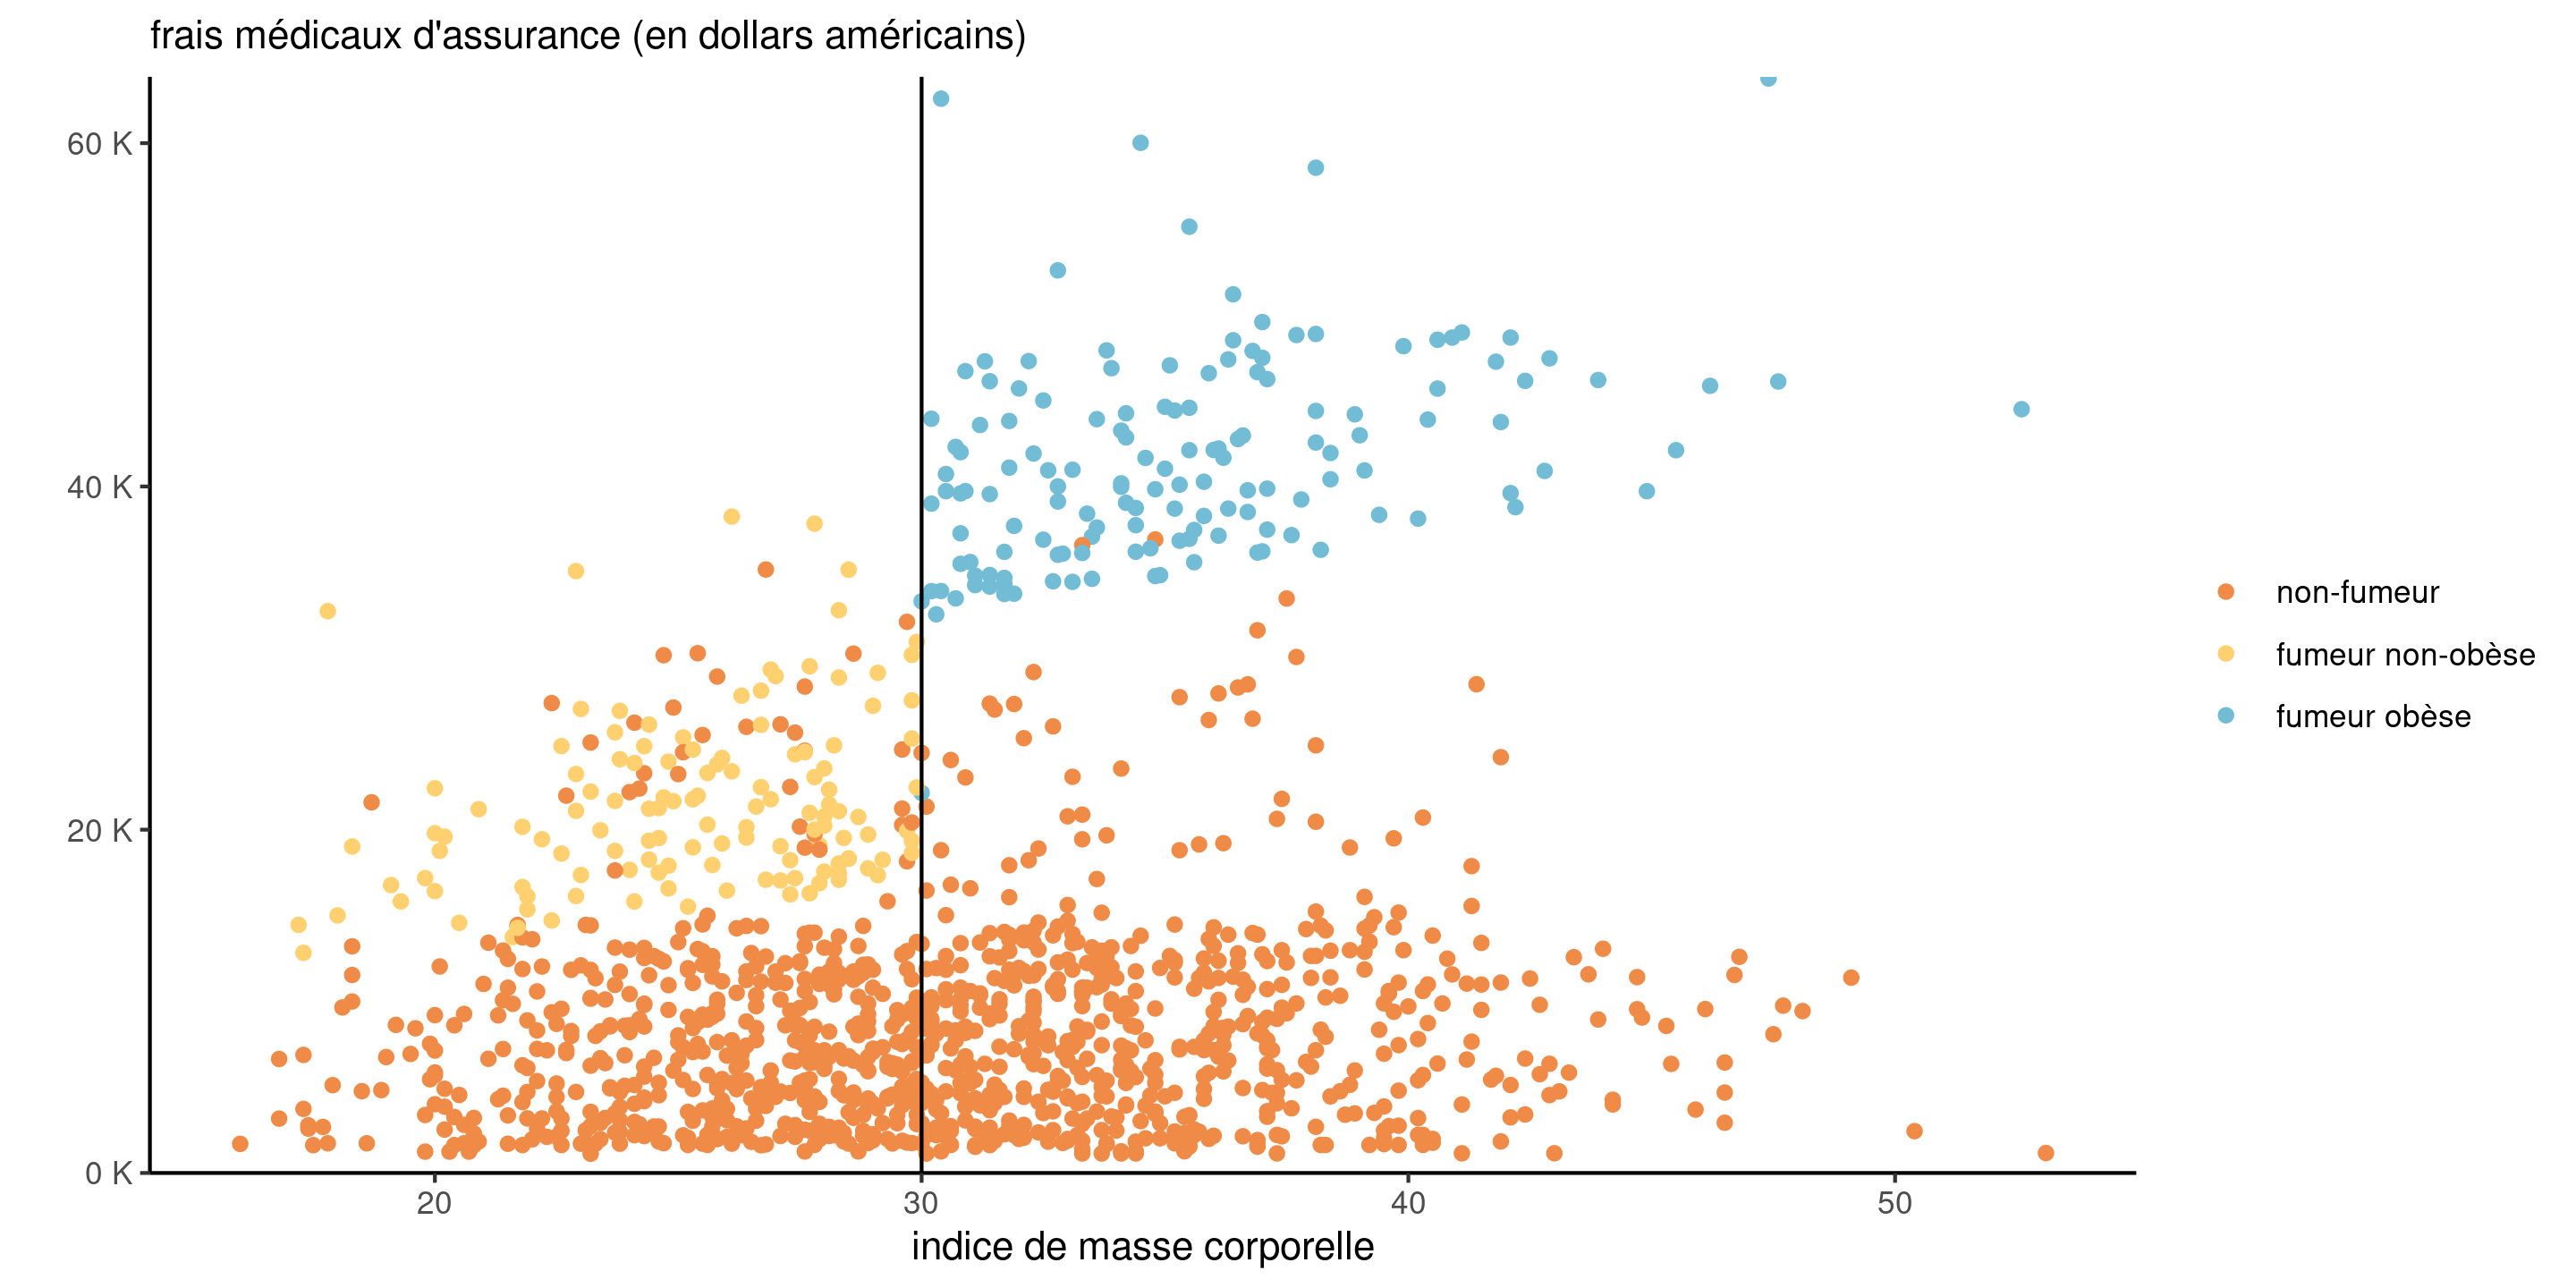 frais médicaux d'assurance (en dollars américains)
60 K
40 K
20 K
0 K
20
30
40
50
indice de masse corporelle
non-fumeur
fumeur non-obèse
fumeur obèse